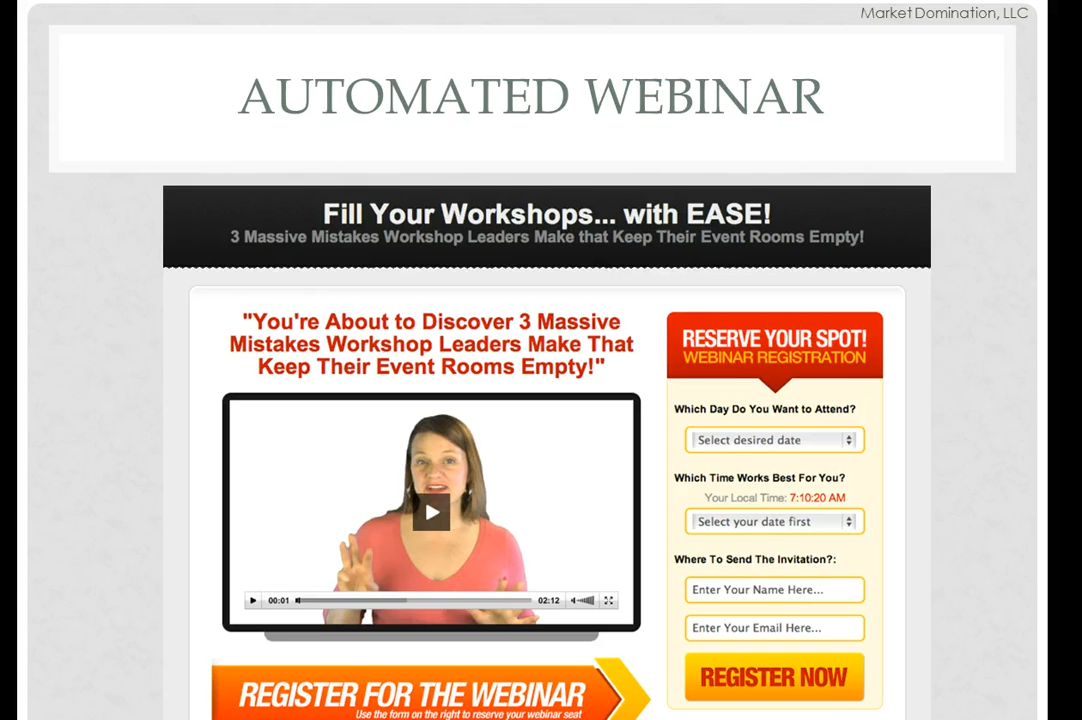 Market Domination, LLC
AUTOMATED WEBINAR
Fill Your Workshops... with EASE!
3 Massive Mistakes Workshop Leaders Make that Keep Their Event Rooms Empty!
"You're About to Discover 3 Massive
Mistakes Workshop Leaders Make That
Keep Their Event Rooms Empty!"
00:01
02:12
REGISTER FOR THE WEBINAR
Use the form on the right to reserve your webinar seat
RESERVE YOUR SPOT!
WEBINAR REGISTRATION
Which Day Do You Want to Attend?
Select desired date
Which Time Works Best For You?
Your Local Time: 7:10:20 AM
Select your date first
Where To Send The Invitation?:
Enter Your Name Here...
Enter Your Email Here...
REGISTER NOW